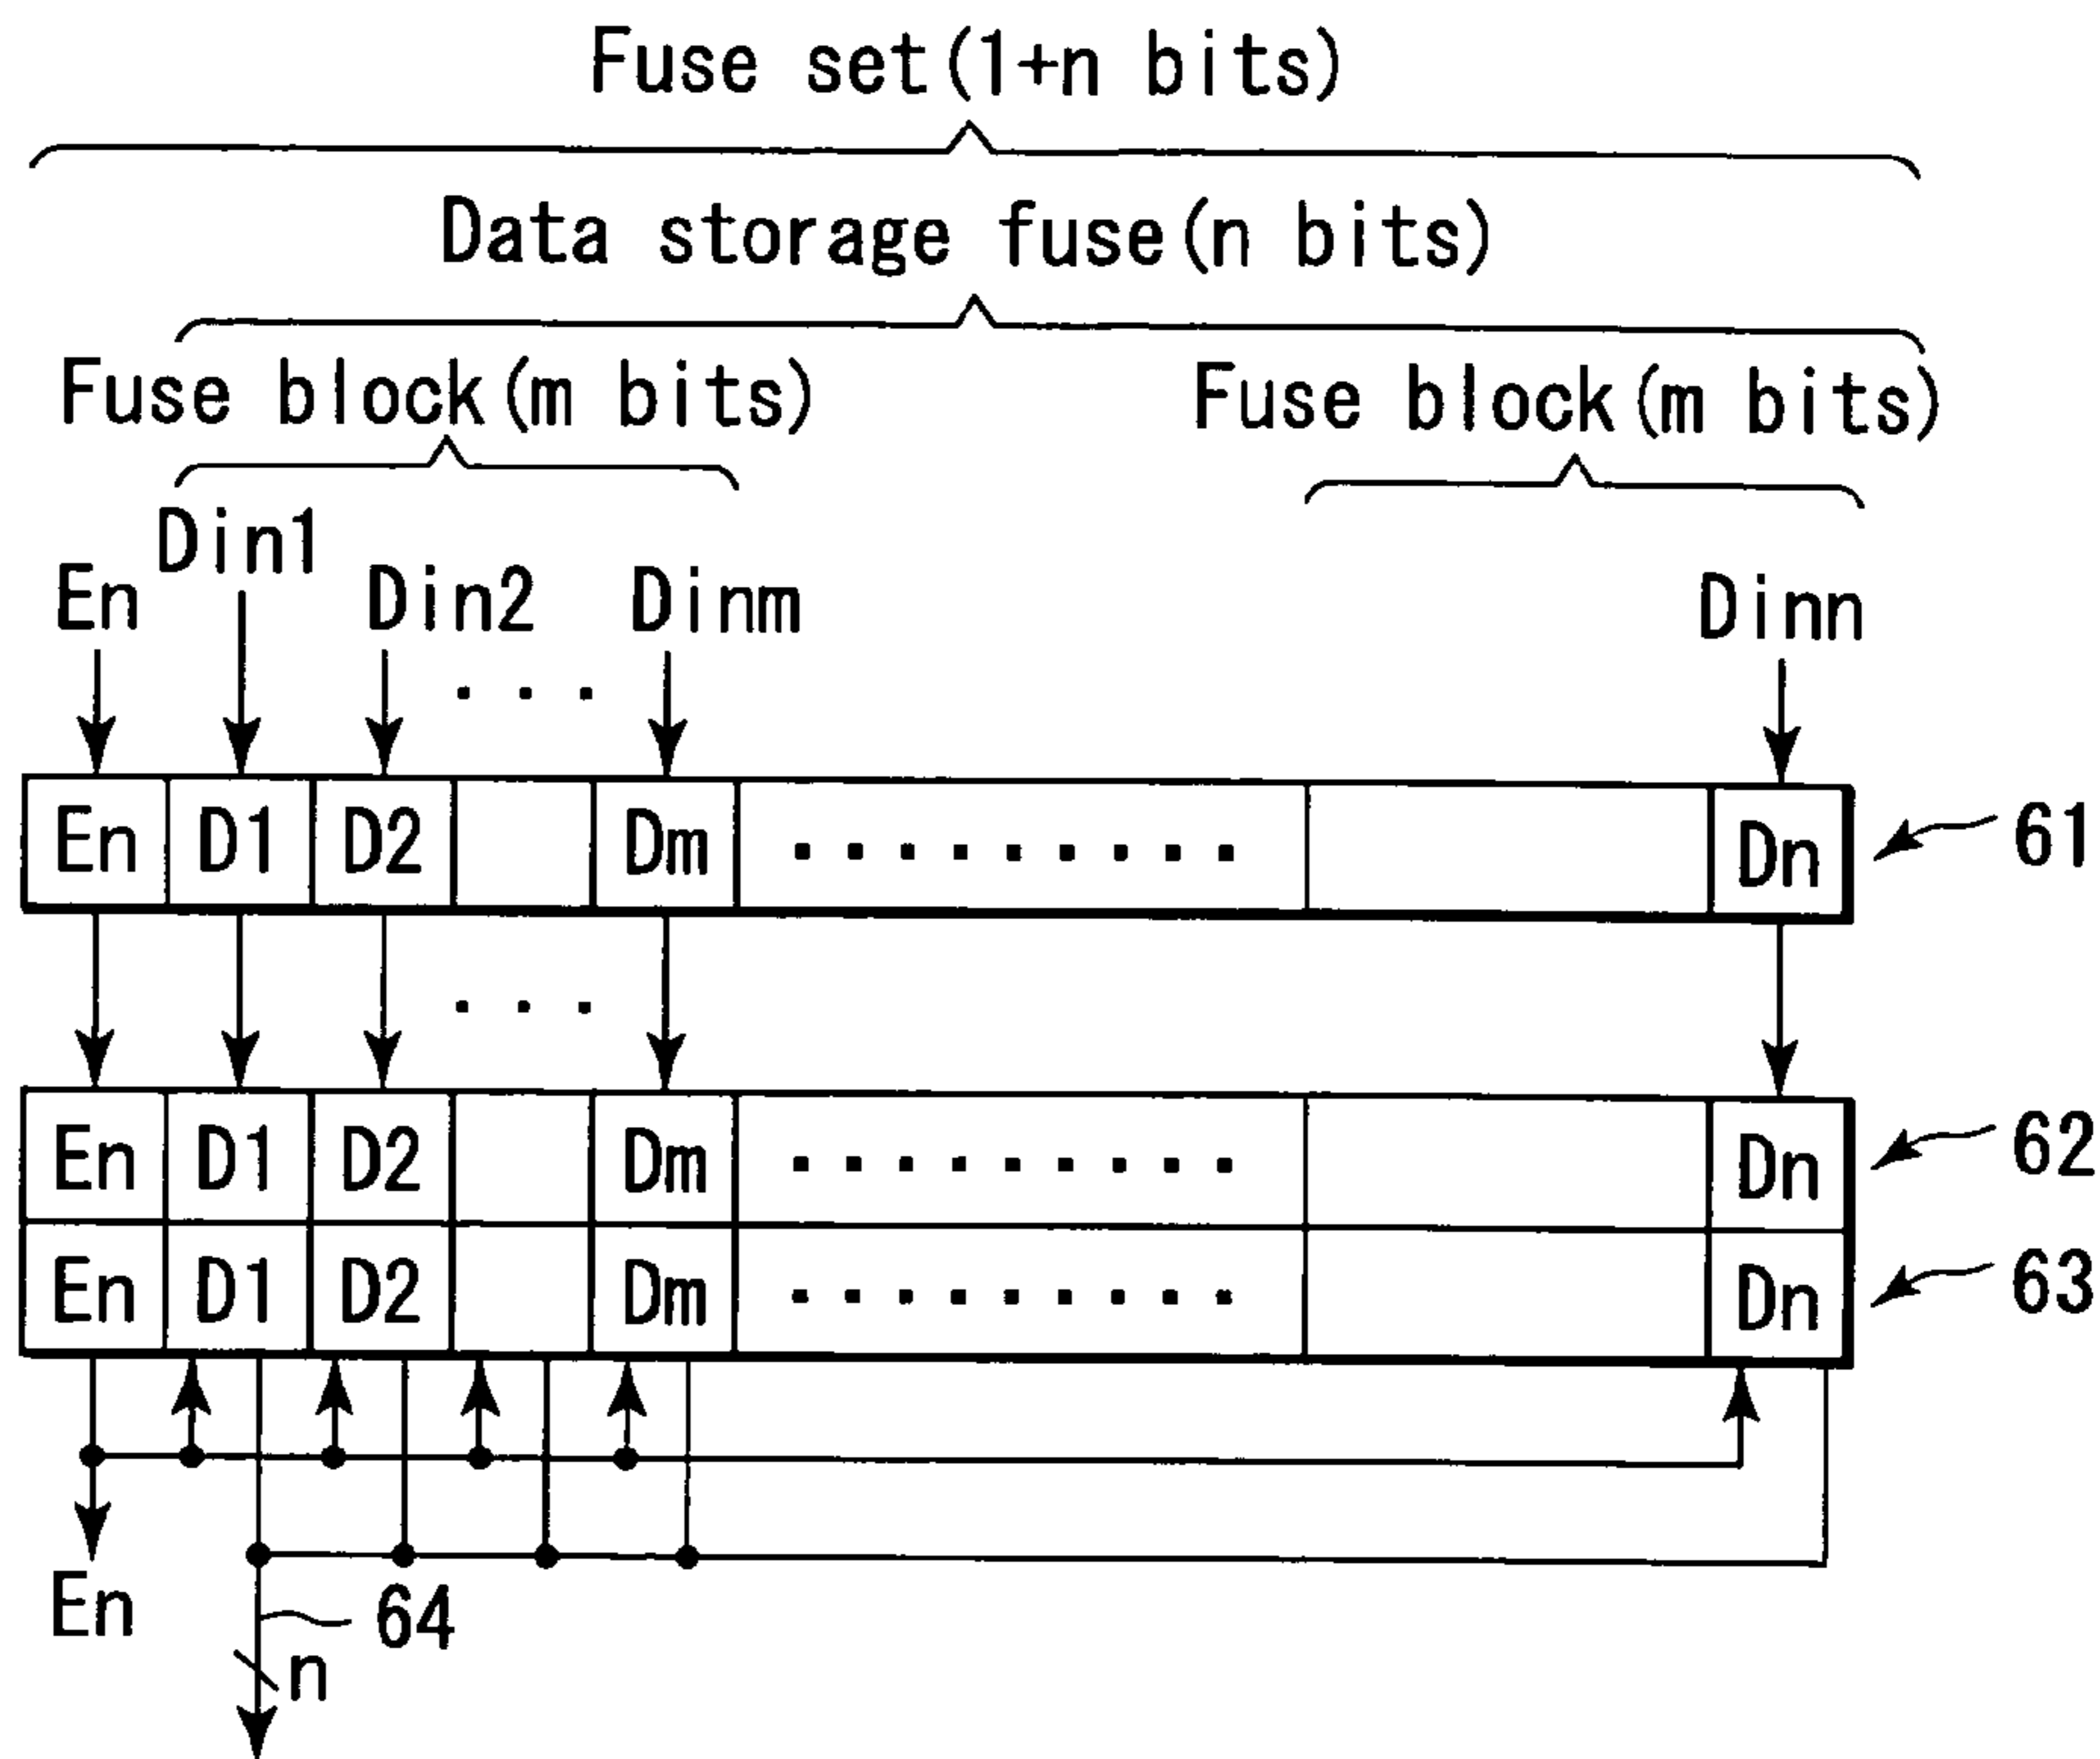 Fuse set(1+n bits)
Data storage fuse(n bits)
Fuse block(m bits) Fuse block(m bits)
Din1
En Din2 Dinm Dinn
. . .
En D1 D2 Dm . . . . . . . . . Dn 61
. . .
En D1 D2 Dm . . . . . . . . . Dn 62
En D1 D2 Dm . . . . . . . . . Dn 63
En 64
n